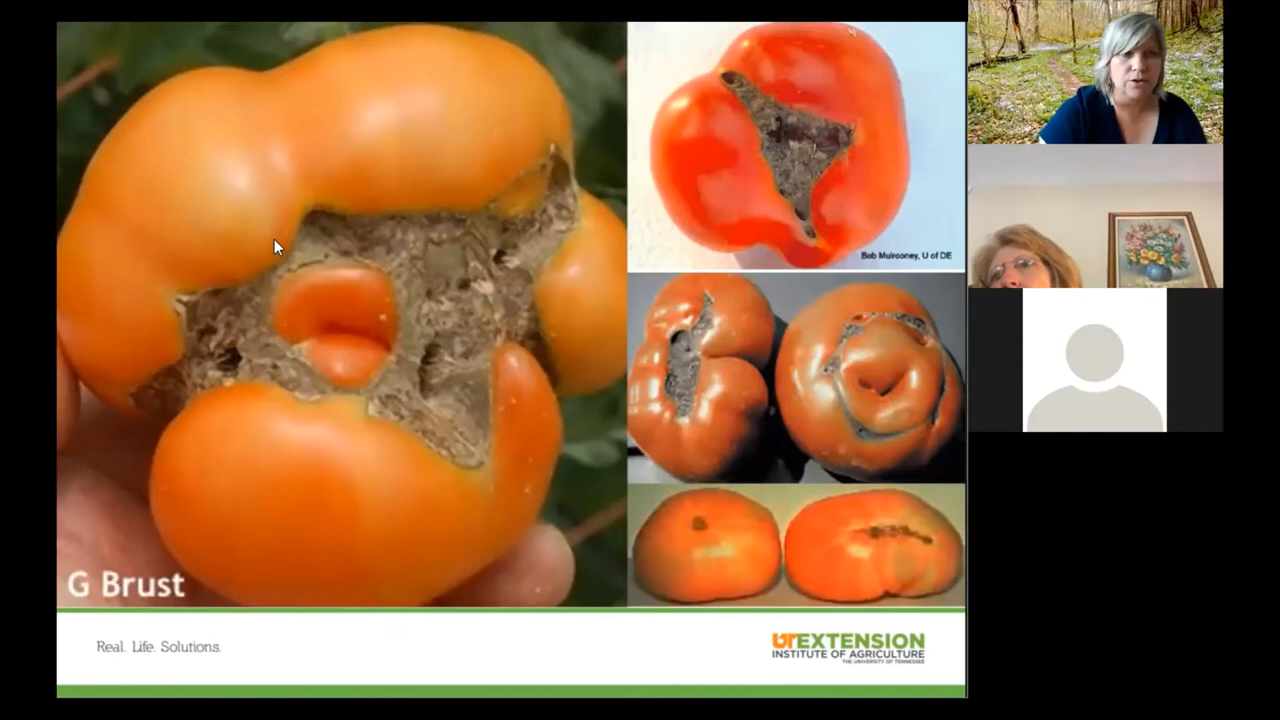 Bob Mulrooney, U of DE
G Brust
Real. Life. Solutions.
UTEXTENSION
INSTITUTE OF AGRICULTURE
THE UNIVERSITY OF TENNESSEE